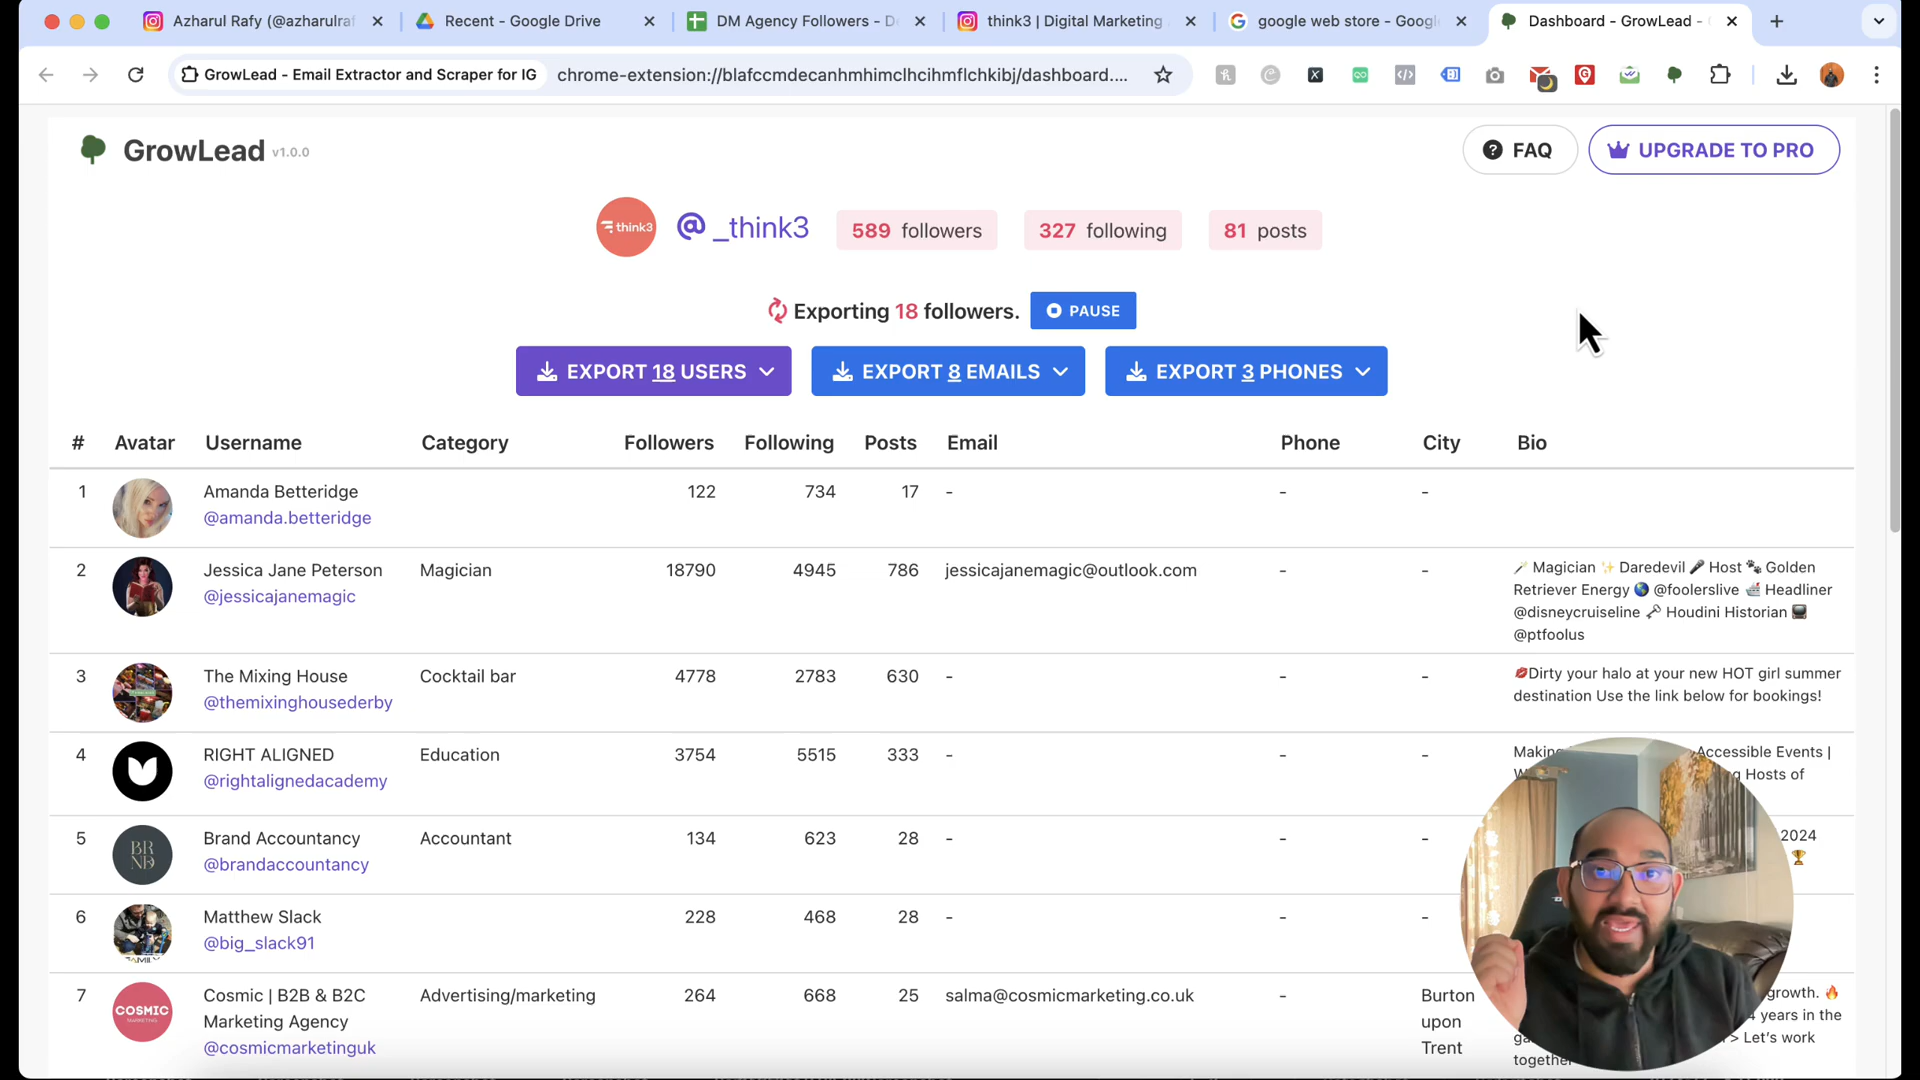 Azharul Rafy (@azharulraf
Recent - Google Drive
DM Agency Followers - D
think3 | Digital Marketing
google web store - Googl
Dashboard - GrowLead -
GrowLead - Email Extractor and Scraper for IG
chrome-extension://blafccmdecanhmhimclhcihmflchkibj/dashboard....
GrowLead v1.0.0
FAQ
UPGRADE TO PRO
think3
@ _think3
589 followers
327 following
81 posts
Exporting 18 followers.
PAUSE
EXPORT 18 USERS
EXPORT 8 EMAILS
EXPORT 3 PHONES
# Avatar Username Category Followers Following Posts Email Phone City Bio
1 Amanda Betteridge 122 734 17 - - -
@amanda.betteridge
2 Jessica Jane Peterson Magician 18790 4945 786 jessicajanemagic@outlook.com - -
@jessicajanemagic
🪄 Magician ✨ Daredevil 🎤 Host 🐾 Golden
Retriever Energy 🌎 @foolerslive 🚢 Headliner
@disneycruiseline 🗝 Houdini Historian 📺
@ptfoolus
3 The Mixing House Cocktail bar 4778 2783 630 - - -
@themixinghousederby
💋Dirty your halo at your new HOT girl summer
destination Use the link below for bookings!
4 RIGHT ALIGNED Education 3754 5515 333 - - -
@rightalignedacademy
Making Accessible Events |
Hosts of
5 Brand Accountancy Accountant 134 623 28 - - -
@brandaccountancy
2024
🏆
6 Matthew Slack 228 468 28 - - -
@big_slack91
7 Cosmic | B2B & B2C Advertising/marketing 264 668 25 salma@cosmicmarketing.co.uk - Burton
Marketing Agency upon
@cosmicmarketinguk Trent
COSMIC
MARKETING
growth. 🔥
4 years in the
> Let's work
togethe